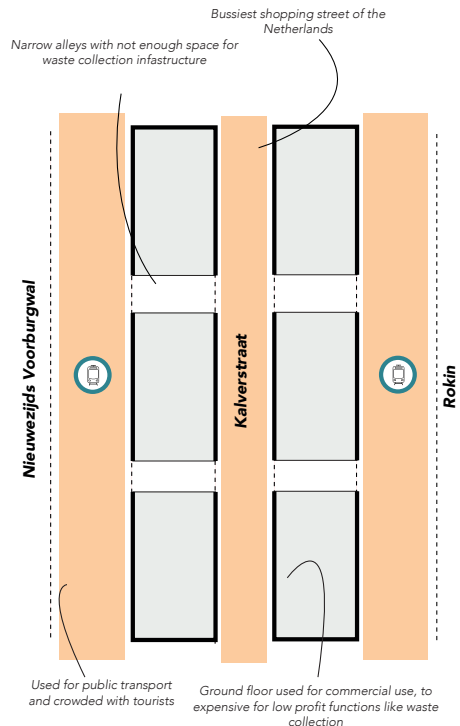 Bussiest shopping street of the
Netherlands
Narrow alleys with not enough space for
waste collection infastructure
Nieuwezijds Voorburgwal
Kalverstraat
Rokin
Used for public transport
and crowded with tourists
Ground floor used for commercial use, to
expensive for low profit functions like waste
collection